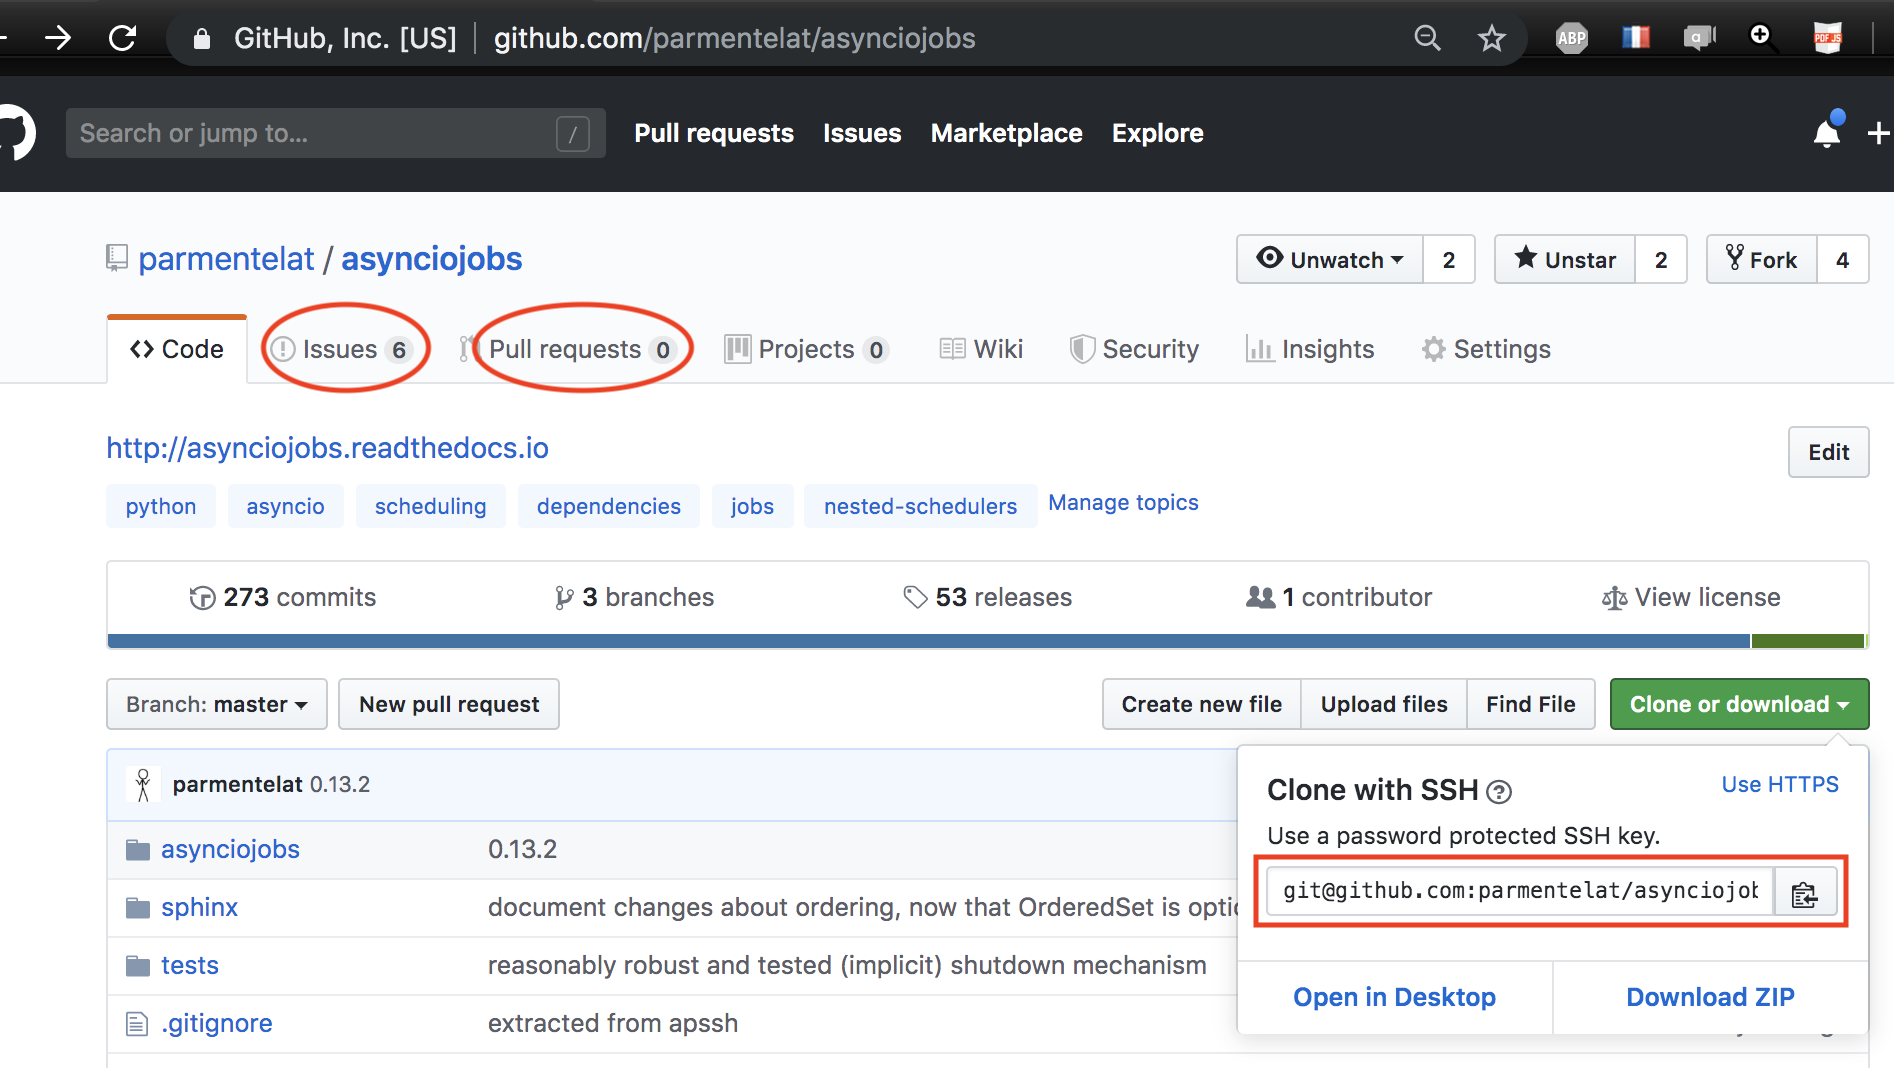 GitHub, Inc. [US] github.com/parmentelat/asynciojobs ABP a PDF JS
Search or jump to... / Pull requests Issues Marketplace Explore
parmentelat / asynciojobs Unwatch 2 Unstar 2 Fork 4
Code Issues 6 Pull requests 0 Projects 0 Wiki Security Insights Settings
http://asynciojobs.readthedocs.io Edit
python asyncio scheduling dependencies jobs nested-schedulers Manage topics
273 commits 3 branches 53 releases 1 contributor View license
Branch: master New pull request Create new file Upload files Find File Clone or download
parmentelat 0.13.2
Clone with SSH ? Use HTTPS
Use a password protected SSH key.
asynciojobs 0.13.2
git@github.com:parmentelat/asynciojob
sphinx document changes about ordering, now that OrderedSet is optic
tests reasonably robust and tested (implicit) shutdown mechanism
Open in Desktop Download ZIP
.gitignore extracted from apssh